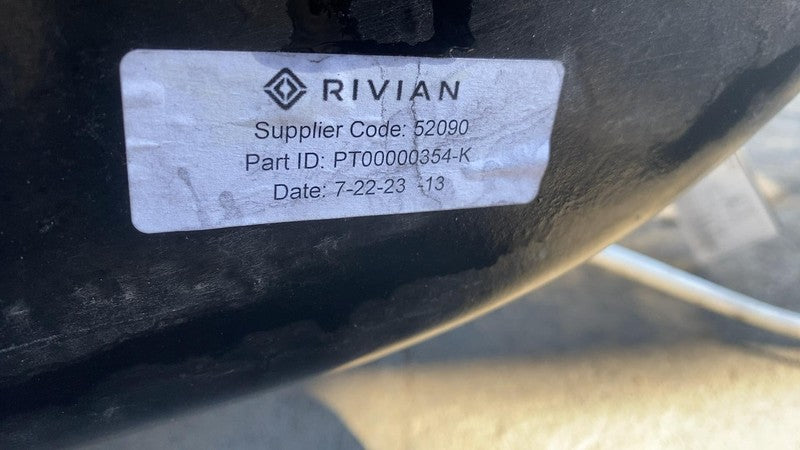 RIVIAN
Supplier Code: 52090
Part ID: PT00000354-K
Date: 7-22-23 -13